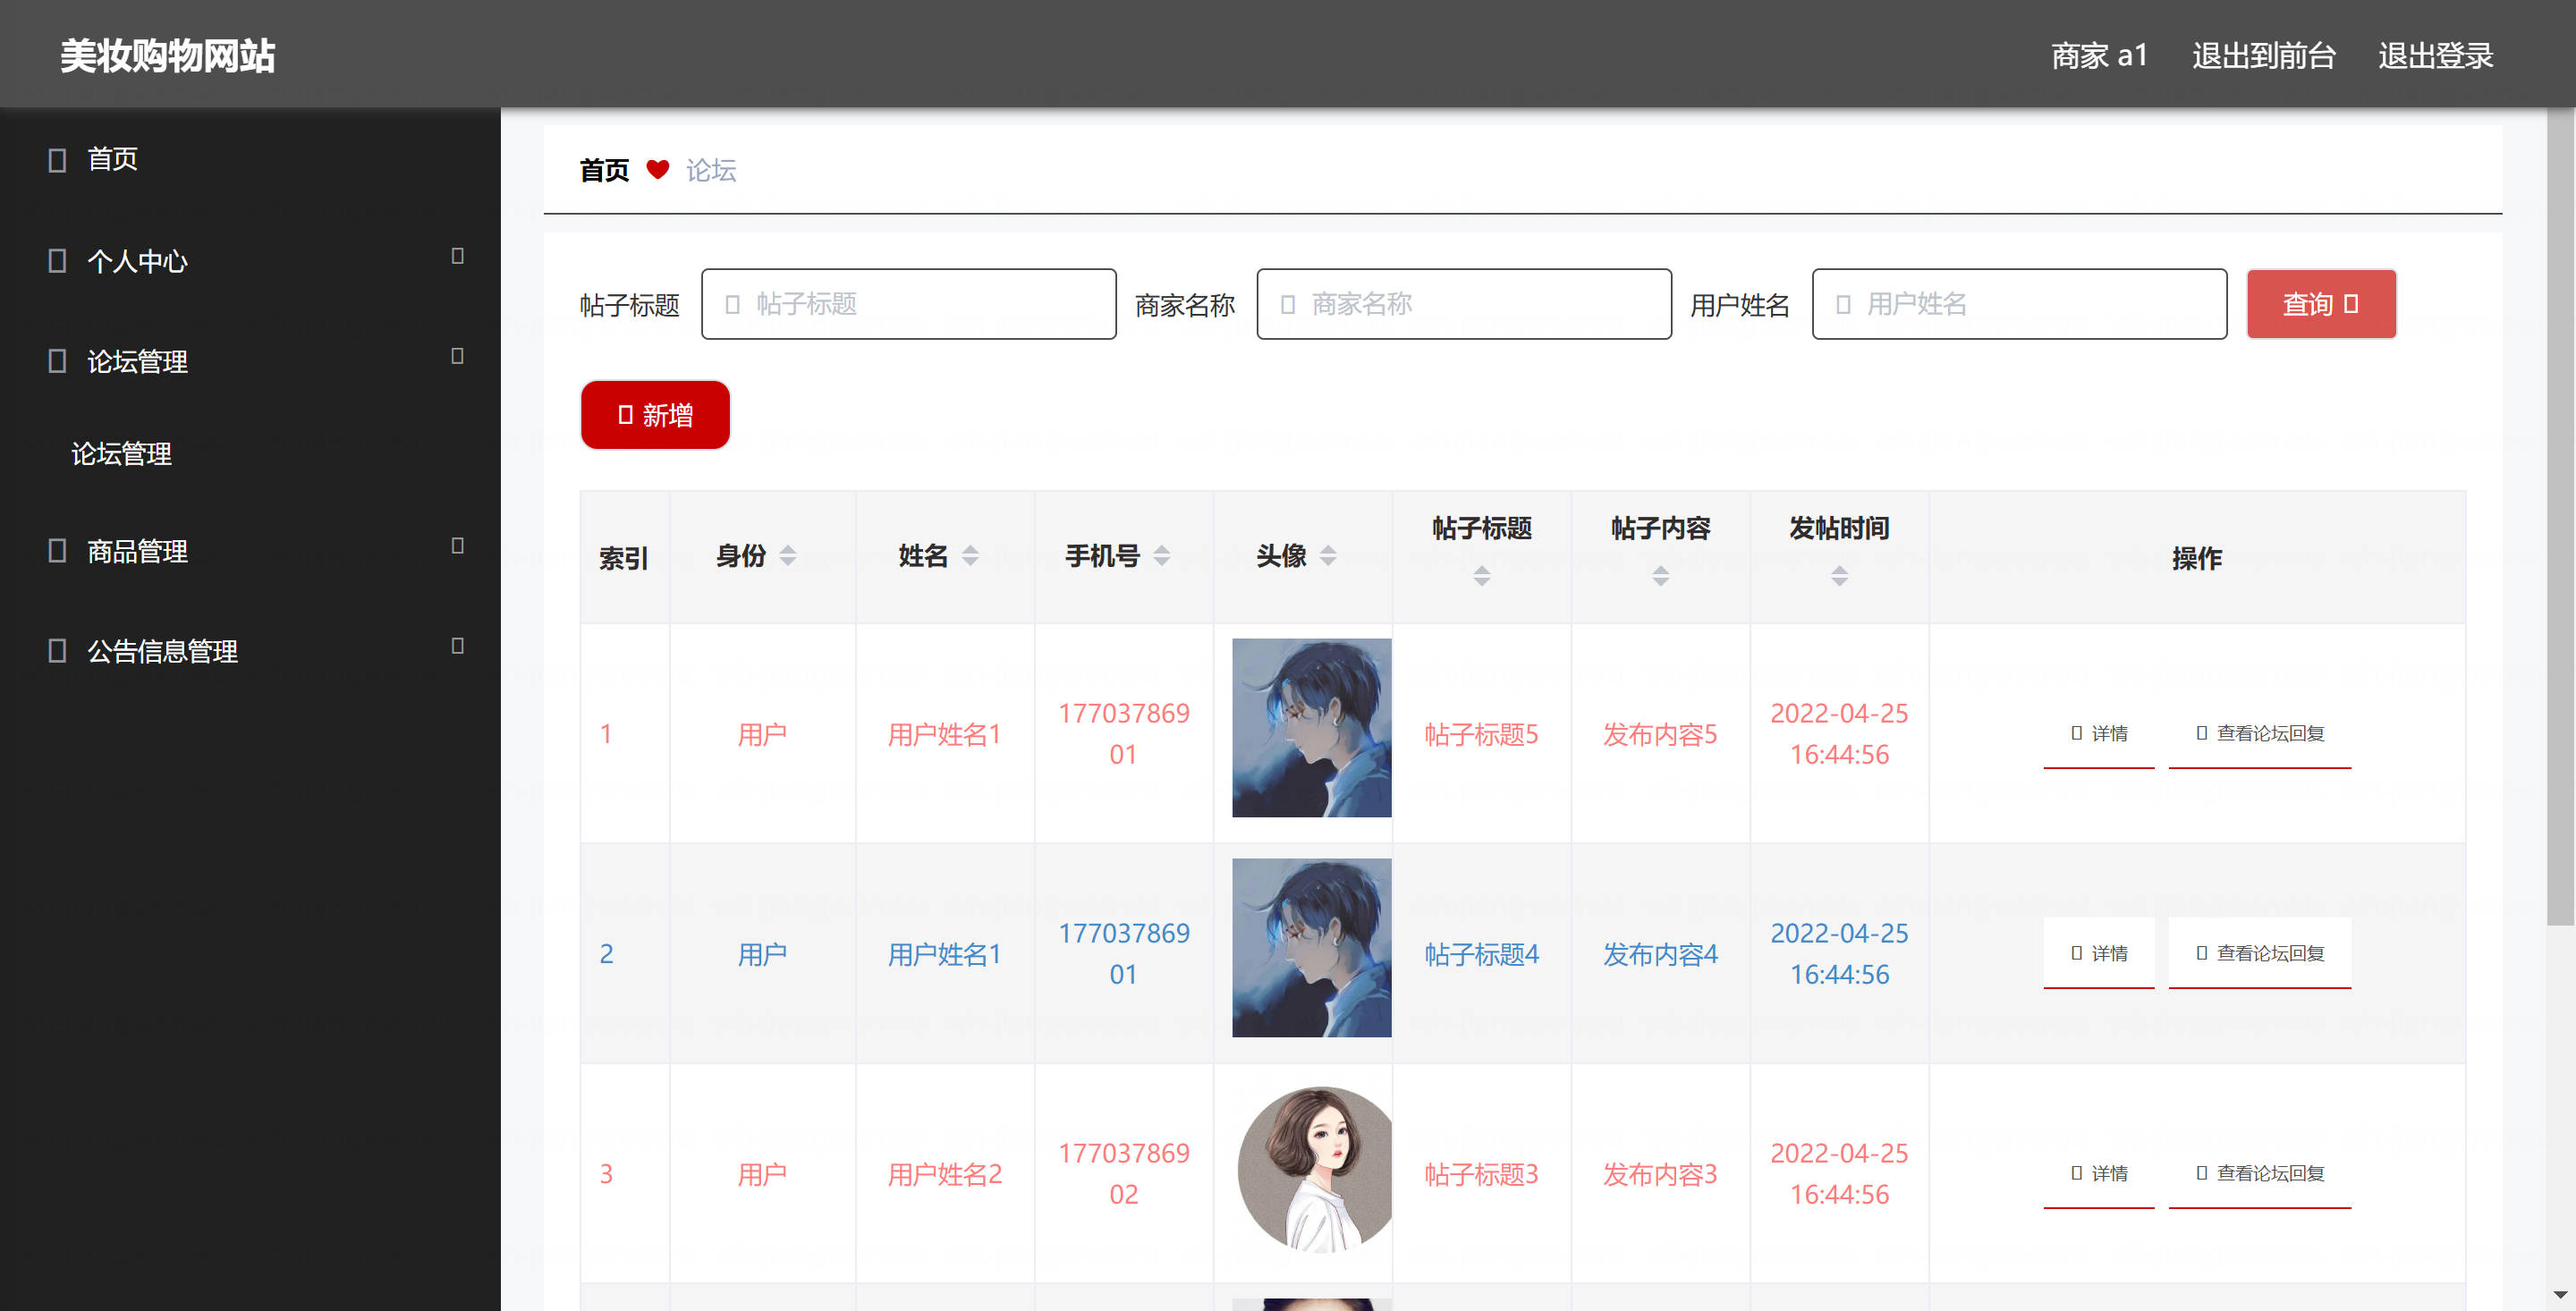 美妆购物网站
商家 a1 退出到前台 退出登录
首页
个人中心
论坛管理
论坛管理
商品管理
公告信息管理
首页 论坛
帖子标题 帖子标题 商家名称 商家名称 用户姓名 用户姓名 查询
新增
索引 身份 姓名 手机号 头像 帖子标题 帖子内容 发帖时间 操作
1 用户 用户姓名1 17703786901 帖子标题5 发布内容5 2022-04-25 16:44:56 详情 查看论坛回复
2 用户 用户姓名1 17703786901 帖子标题4 发布内容4 2022-04-25 16:44:56 详情 查看论坛回复
3 用户 用户姓名2 17703786902 帖子标题3 发布内容3 2022-04-25 16:44:56 详情 查看论坛回复